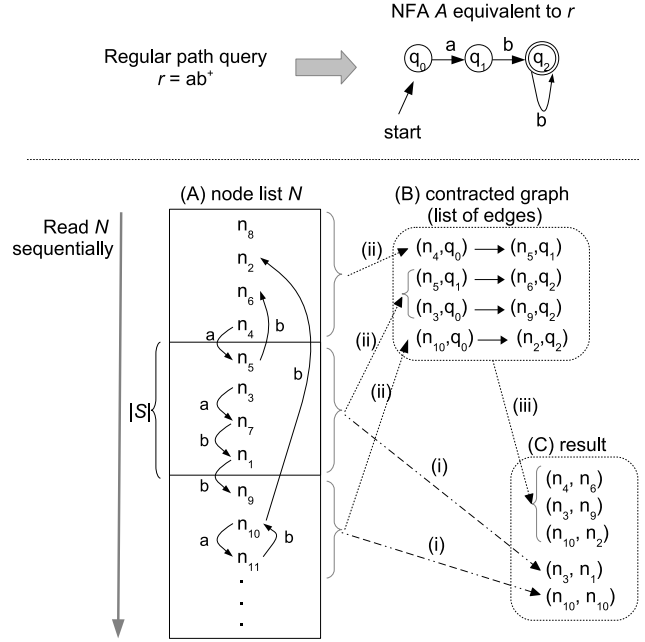 NFA A equivalent to r
Regular path query
r = ab⁺
q₀ a q₁ b q₂
b
start
(A) node list N
(B) contracted graph
(list of edges)
Read N
sequentially
n₈
n₂
n₆
n₄
n₅
n₃
n₇
n₁
n₉
n₁₀
n₁₁
a
b
b
a
b
b
a
b
|S|
(ii)
(ii)
(ii)
(n₄,q₀) (n₅,q₁)
(n₅,q₁) (n₆,q₂)
(n₃,q₀) (n₉,q₂)
(n₁₀,q₀) (n₂,q₂)
(iii)
(i)
(i)
(C) result
(n₄, n₆)
(n₃, n₉)
(n₁₀, n₂)
(n₃, n₁)
(n₁₀, n₁₀)